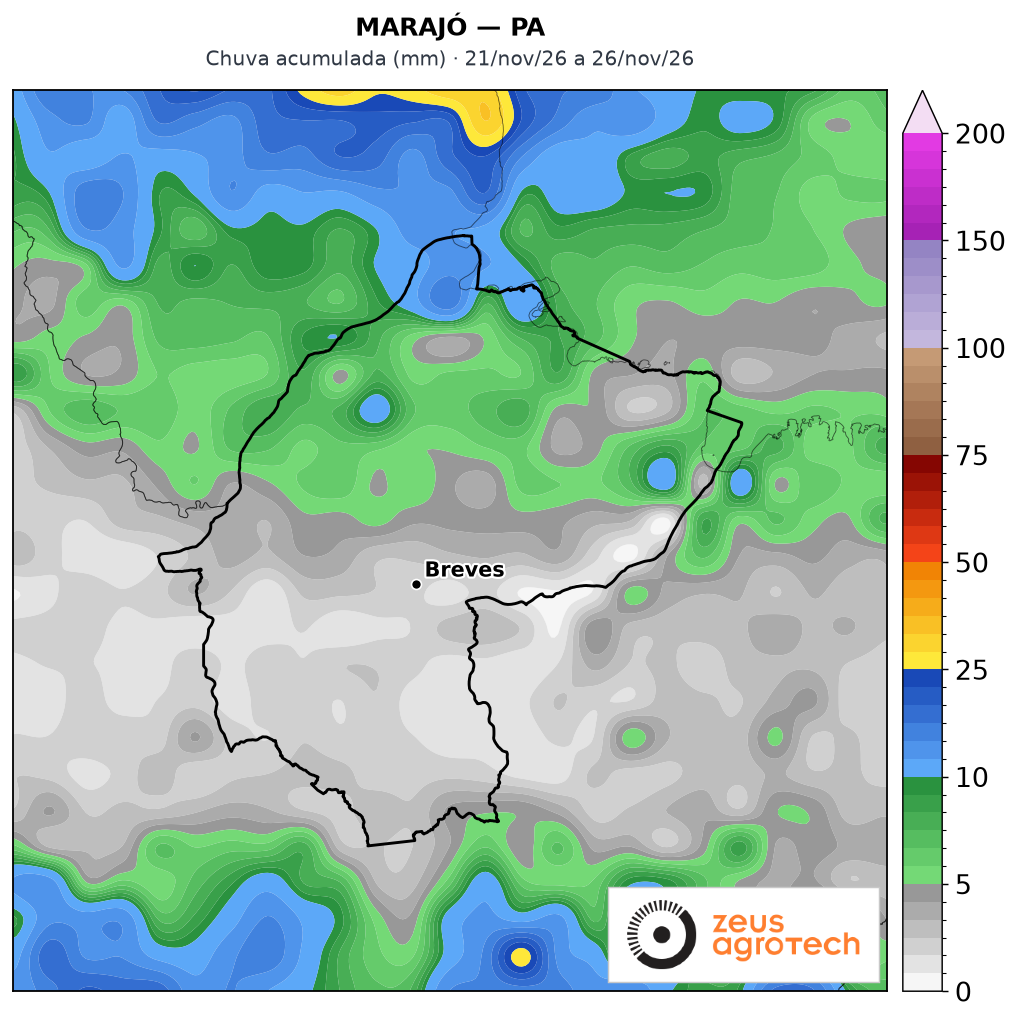 MARAJÓ — PA
Chuva acumulada (mm) · 21/nov/26 a 26/nov/26
200
150
100
75
50
25
10
5
0
Breves
zeus
agrotech